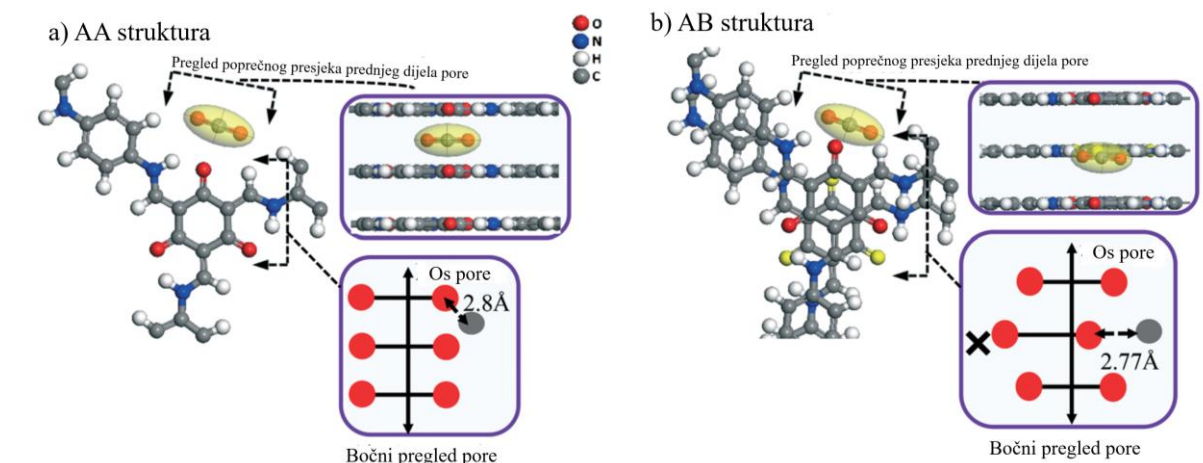 a) AA struktura
O
N
H
C
b) AB struktura
Pregled poprečnog presjeka prednjeg dijela pore
Pregled poprečnog presjeka prednjeg dijela pore
Os pore
2.8Å
Bočni pregled pore
Os pore
2.77Å
Bočni pregled pore